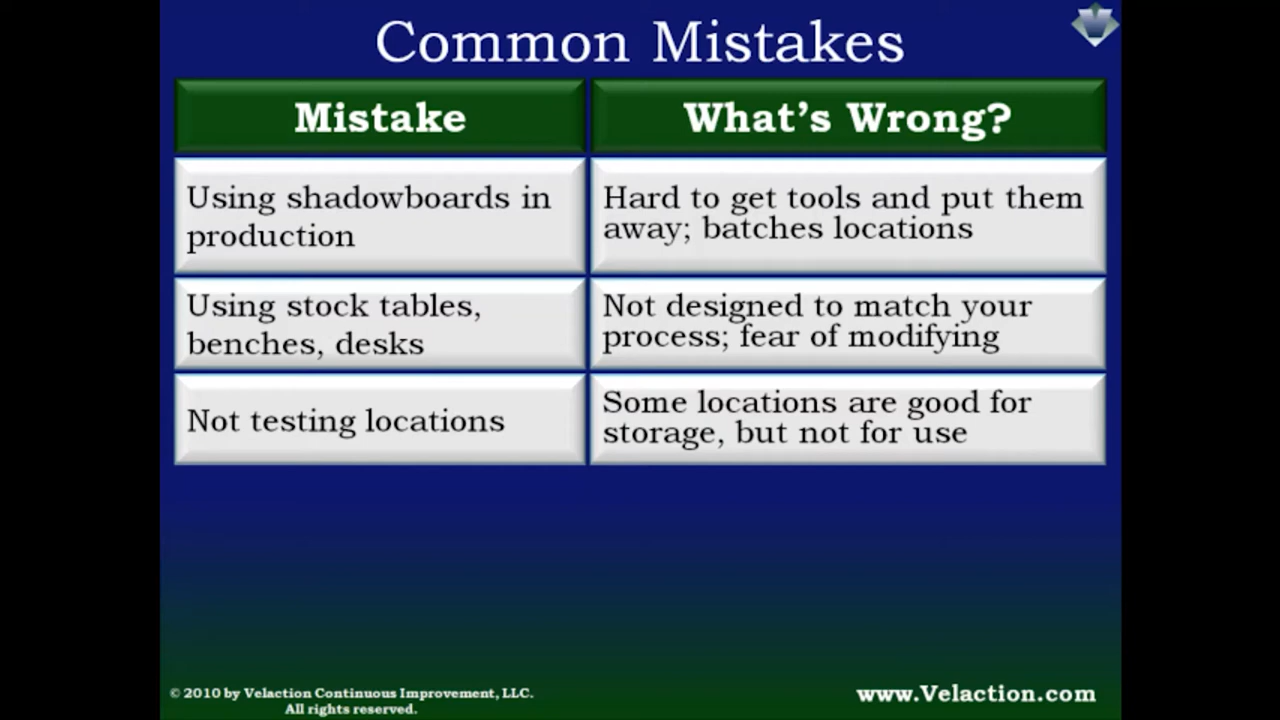 Common Mistakes
Mistake
What's Wrong?
Using shadowboards in
production
Hard to get tools and put them
away; batches locations
Using stock tables,
benches, desks
Not designed to match your
process; fear of modifying
Not testing locations
Some locations are good for
storage, but not for use
© 2010 by Velaction Continuous Improvement, LLC.
All rights reserved.
www.Velaction.com